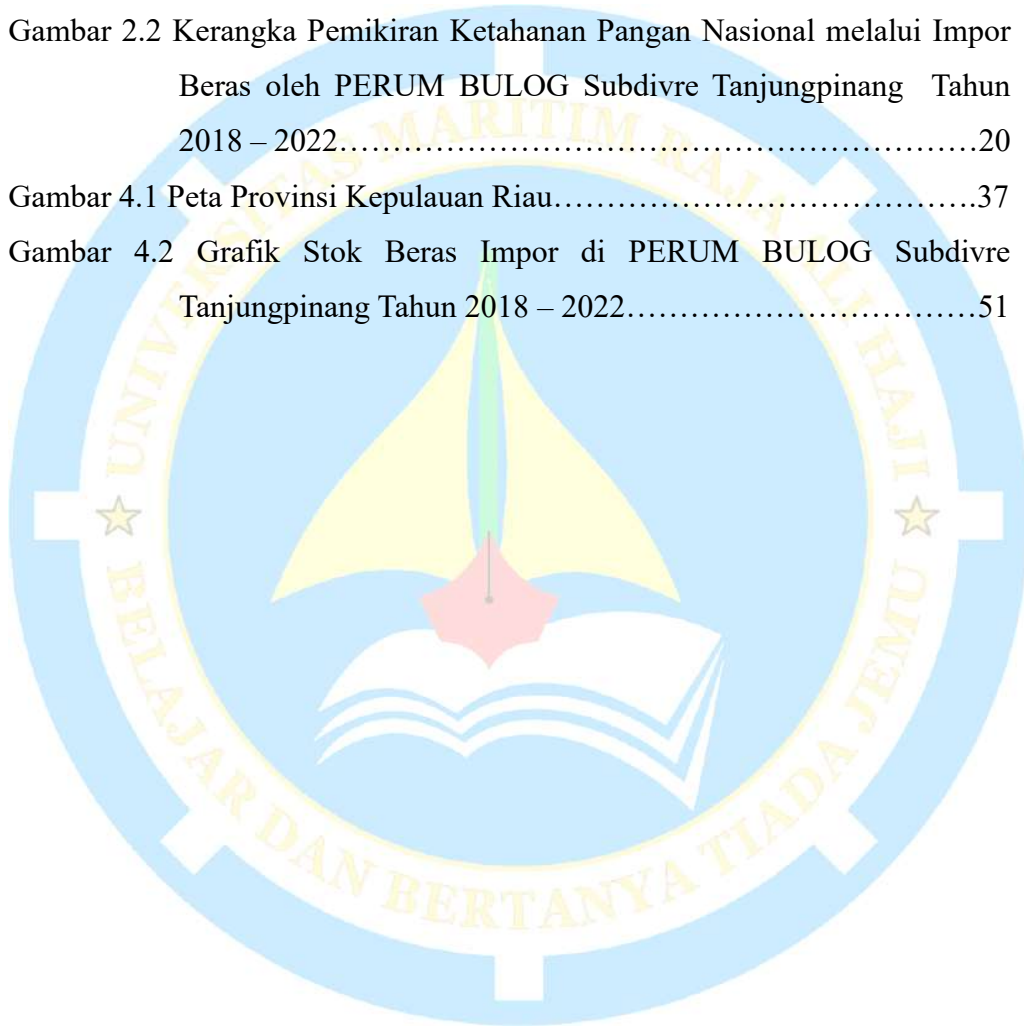 Gambar 2.2 Kerangka Pemikiran Ketahanan Pangan Nasional melalui Impor
Beras oleh PERUM BULOG Subdivre Tanjungpinang Tahun
2018 – 2022…………………………………………………….20
Gambar 4.1 Peta Provinsi Kepulauan Riau……………………………….37
Gambar 4.2 Grafik Stok Beras Impor di PERUM BULOG Subdivre
Tanjungpinang Tahun 2018 – 2022……………………………51
UNIVERSITAS MARITIM RAJA ALI HAJI
BELAJAR DAN BERTANYA TIADA JEMU